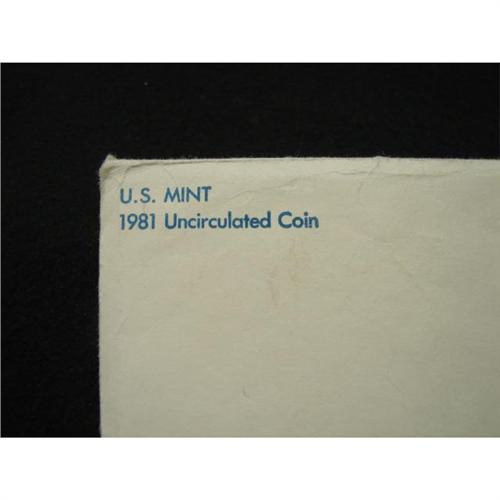 U.S. MINT
1981 Uncirculated Coin